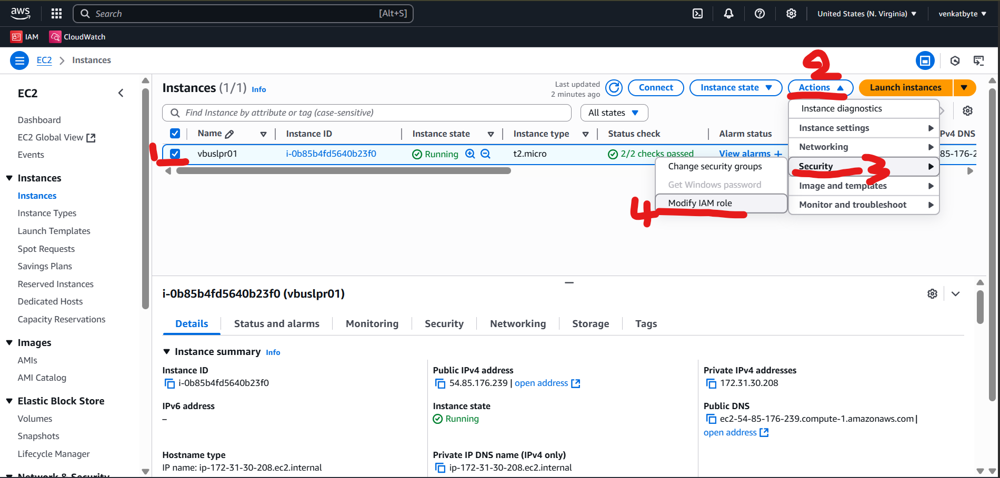 aws
Search [Alt+S]
United States (N. Virginia)
venkatbyte
IAM
CloudWatch
EC2
Instances
2
EC2
Dashboard
EC2 Global View
Events
Instances
Instances
Instance Types
Launch Templates
Spot Requests
Savings Plans
Reserved Instances
Dedicated Hosts
Capacity Reservations
Images
AMIs
AMI Catalog
Elastic Block Store
Volumes
Snapshots
Lifecycle Manager
Network & Security
Instances (1/1) Info
Last updated
2 minutes ago
Connect
Instance state
Actions
Launch instances
Find Instance by attribute or tag (case-sensitive)
All states
Name
Instance ID
Instance state
Instance type
Status check
Alarm status
Pv4 DNS
1
vbuslpr01
i-0b85b4fd5640b23f0
Running
t2.micro
2/2 checks passed
View alarms +
85-176-2
Instance diagnostics
Instance settings
Networking
Security
3
Image and templates
Monitor and troubleshoot
Change security groups
Get Windows password
Modify IAM role
4
i-0b85b4fd5640b23f0 (vbuslpr01)
Details
Status and alarms
Monitoring
Security
Networking
Storage
Tags
Instance summary Info
Instance ID
i-0b85b4fd5640b23f0
Public IPv4 address
54.85.176.239 | open address
Private IPv4 addresses
172.31.30.208
IPv6 address
–
Instance state
Running
Public DNS
ec2-54-85-176-239.compute-1.amazonaws.com |
open address
Hostname type
IP name: ip-172-31-30-208.ec2.internal
Private IP DNS name (IPv4 only)
ip-172-31-30-208.ec2.internal